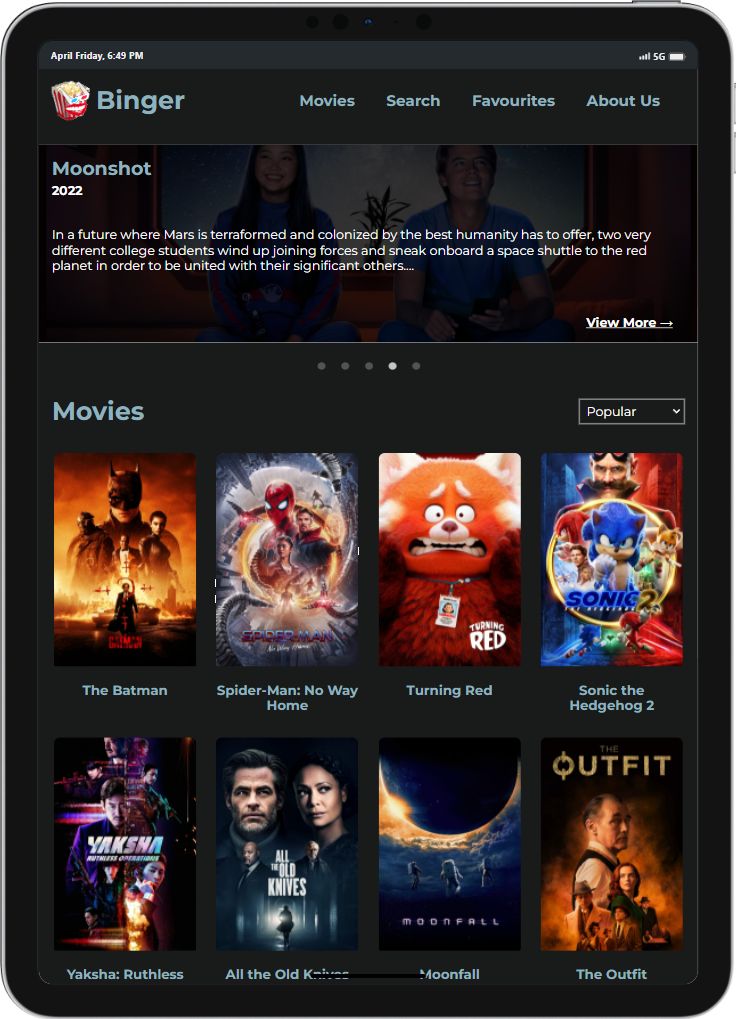 April Friday, 6:49 PM
5G
Binger
Movies Search Favourites About Us
Moonshot
2022
In a future where Mars is terraformed and colonized by the best humanity has to offer, two very
different college students wind up joining forces and sneak onboard a space shuttle to the red
planet in order to be united with their significant others....
View More →
Movies
Popular
BATMAN
SPIDER-MAN
No Way Home
TURNING
RED
SONIC 2
The Batman
Spider-Man: No Way
Home
Turning Red
Sonic the
Hedgehog 2
YAKSHA
RUTHLESS OPERATIONS
ALL
THE OLD
KNIVES
MOONFALL
THE
OUTFIT
Yaksha: Ruthless
All the Old Knives
Moonfall
The Outfit